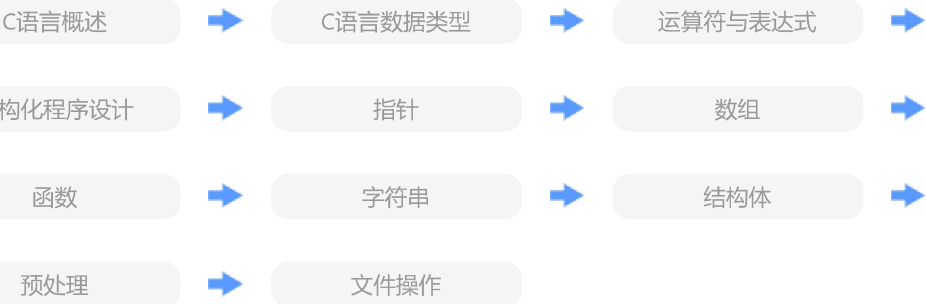 C语言概述
C语言数据类型
运算符与表达式
构化程序设计
指针
数组
函数
字符串
结构体
预处理
文件操作